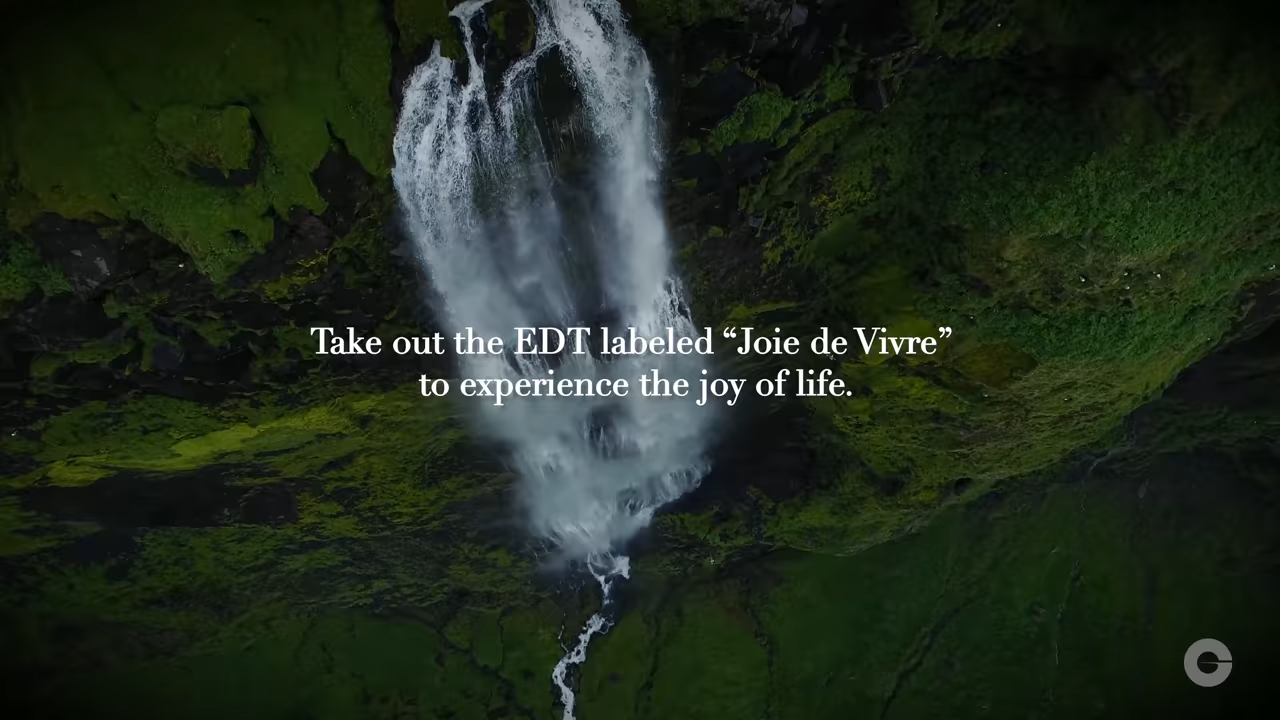 Take out the EDT labeled “Joie de Vivre”
to experience the joy of life.